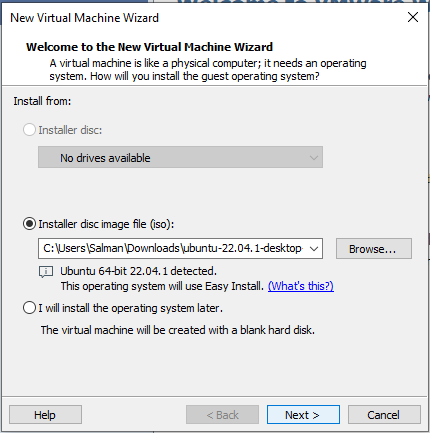 New Virtual Machine Wizard
Welcome to the New Virtual Machine Wizard
A virtual machine is like a physical computer; it needs an operating
system. How will you install the guest operating system?
Install from:
Installer disc:
No drives available
Installer disc image file (iso):
C:\Users\Salman\Downloads\ubuntu-22.04.1-desktop-
Browse...
Ubuntu 64-bit 22.04.1 detected.
This operating system will use Easy Install. (What's this?)
I will install the operating system later.
The virtual machine will be created with a blank hard disk.
Help
< Back
Next >
Cancel